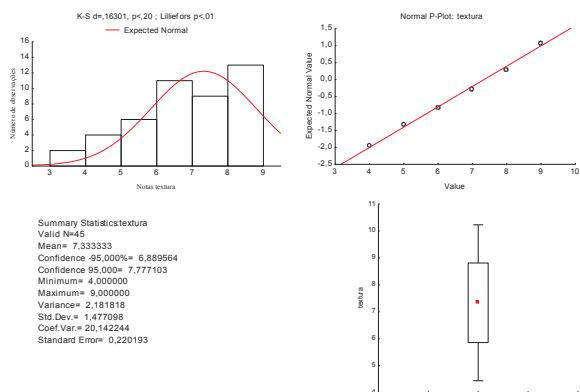 K-S d=,16301, p<,20 ; Lilliefors p<,01
Expected Normal
Número de observações
16
14
12
10
8
6
4
2
0
3 4 5 6 7 8 9
Notas textura
Normal P-Plot: textura
Expected Normal Value
1,5
1,0
0,5
0,0
-0,5
-1,0
-1,5
-2,0
-2,5
3 4 5 6 7 8 9 10
Value
Summary Statistics:textura
Valid N=45
Mean= 7,333333
Confidence -95,000%= 6,889564
Confidence 95,000= 7,777103
Minimum= 4,000000
Maximum= 9,000000
Variance= 2,181818
Std.Dev.= 1,477098
Coef.Var.= 20,142244
Standard Error= 0,220193
textura
11
10
9
8
7
6
5
4